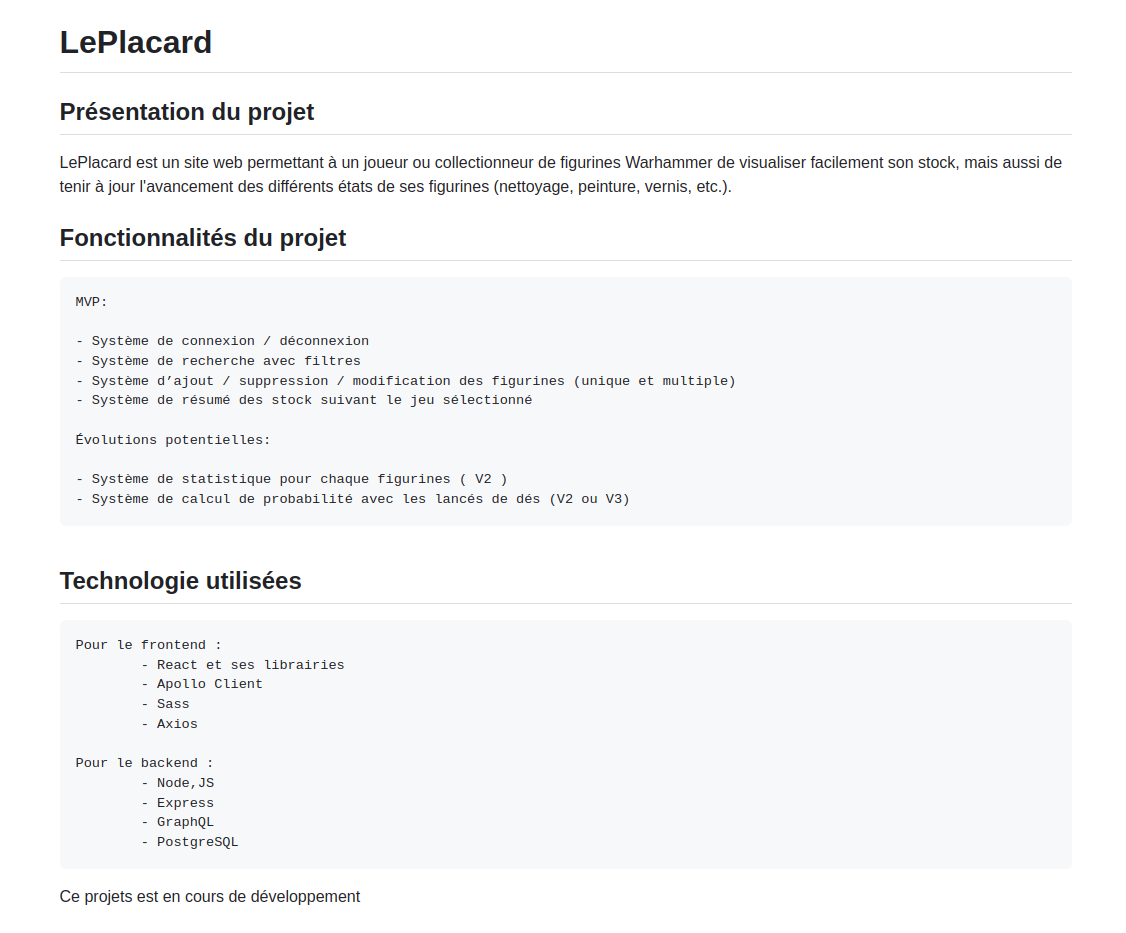 LePlacard
Présentation du projet
LePlacard est un site web permettant à un joueur ou collectionneur de figurines Warhammer de visualiser facilement son stock, mais aussi de
tenir à jour l'avancement des différents états de ses figurines (nettoyage, peinture, vernis, etc.).
Fonctionnalités du projet
MVP:
- Système de connexion / déconnexion
- Système de recherche avec filtres
- Système d’ajout / suppression / modification des figurines (unique et multiple)
- Système de résumé des stock suivant le jeu sélectionné
Évolutions potentielles:
- Système de statistique pour chaque figurines ( V2 )
- Système de calcul de probabilité avec les lancés de dés (V2 ou V3)
Technologie utilisées
Pour le frontend :
- React et ses librairies
- Apollo Client
- Sass
- Axios
Pour le backend :
- Node,JS
- Express
- GraphQL
- PostgreSQL
Ce projets est en cours de développement